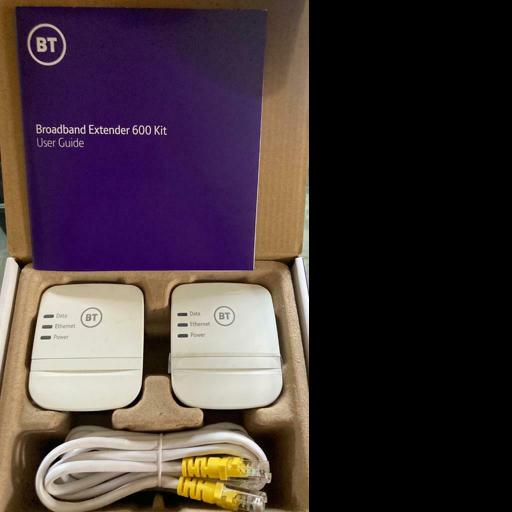 BT
Broadband Extender 600 Kit
User Guide
Data
Ethernet
Power
BT
Data
Ethernet
Power
BT